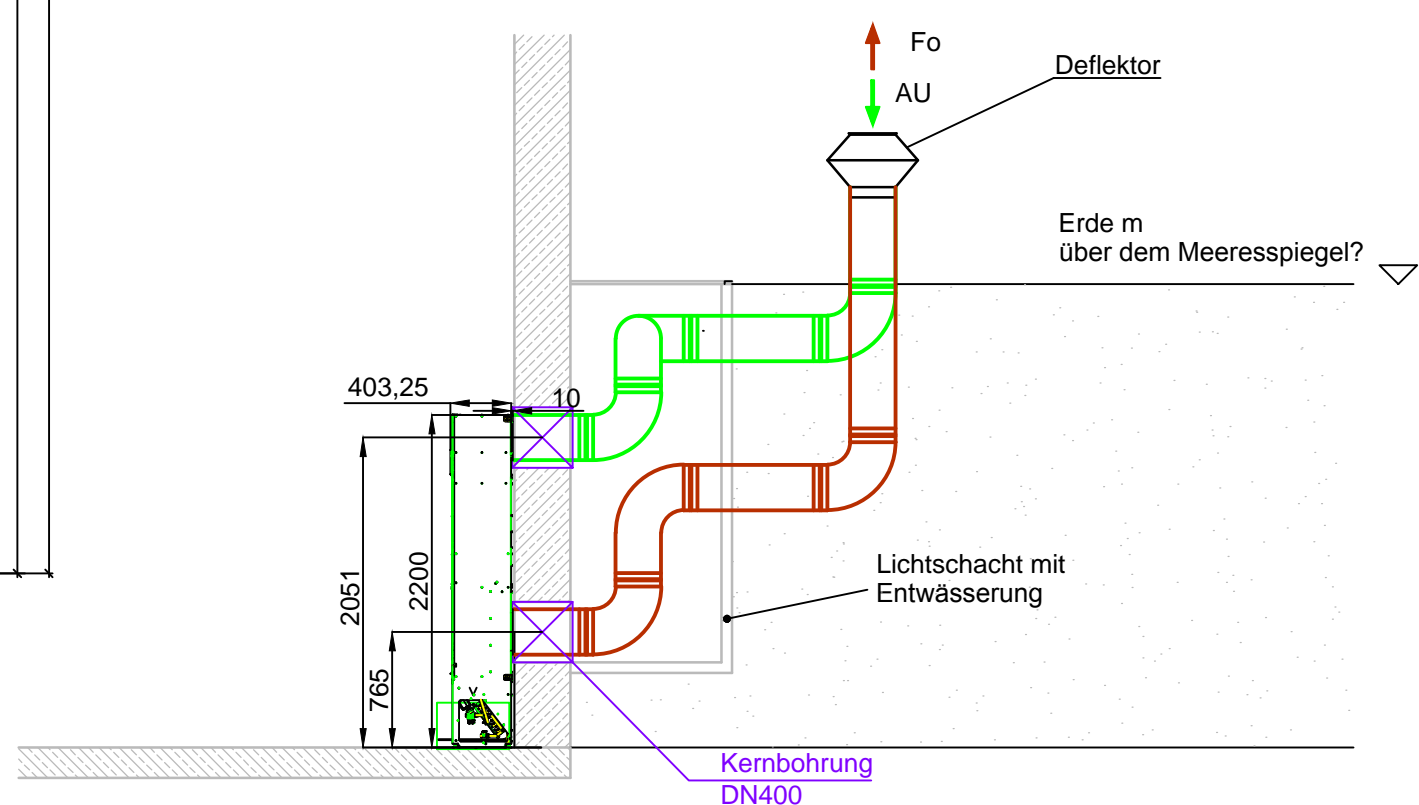 Fo
Deflektor
AU
Erde m
über dem Meeresspiegel?
403,25
10
2051
2200
765
Lichtschacht mit
Entwässerung
Kernbohrung
DN400